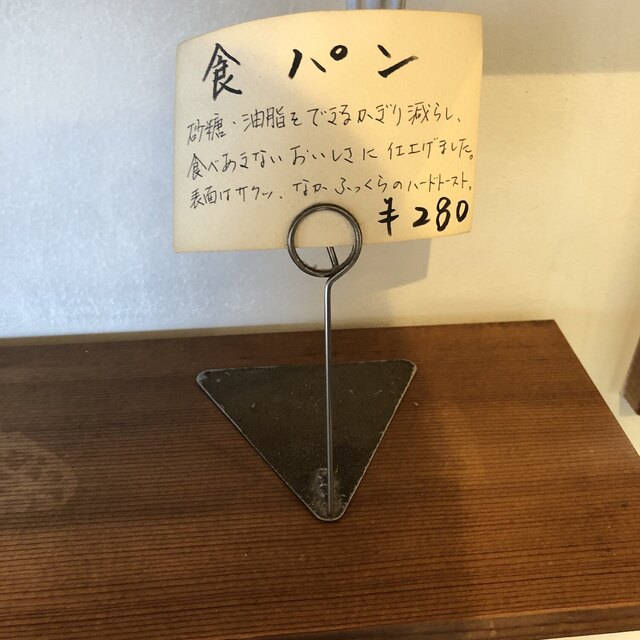 食パン
砂糖・油脂をできるかぎり減らし、
食べあきないおいしさに仕上げました。
表面はサクッ、なかふっくらのハードトースト。
¥280